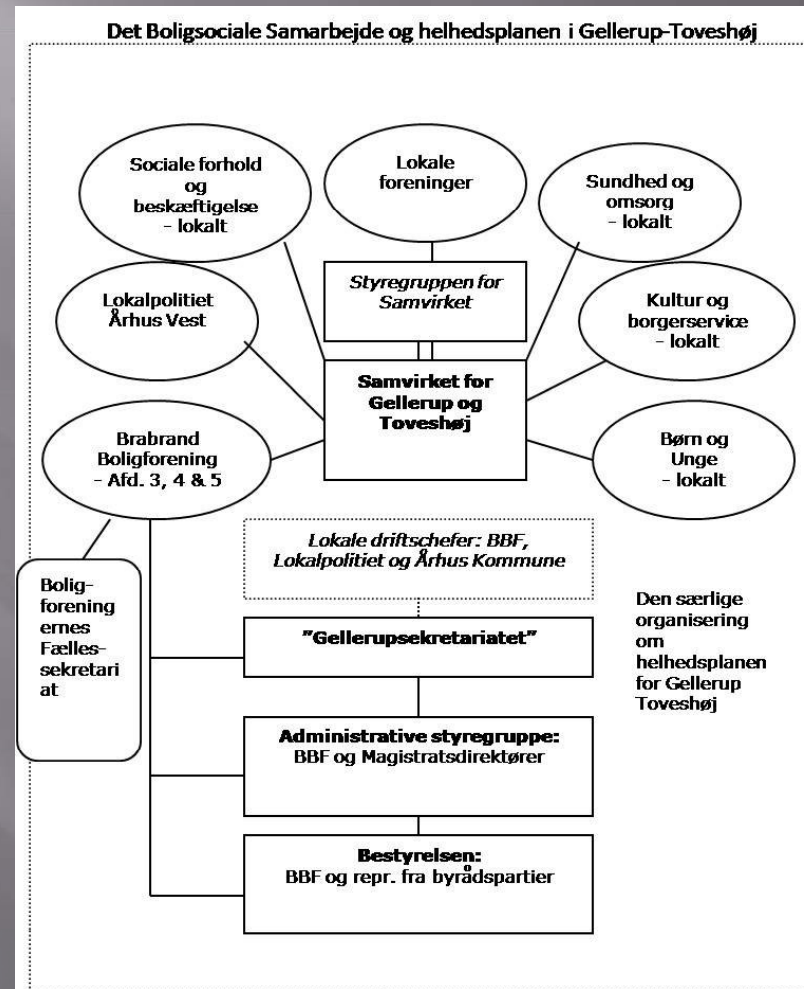 Det Boligsociale Samarbejde og helhedsplanen i Gellerup-Toveshøj
Sociale forhold
og
beskæftigelse
- lokalt
Lokale
foreninger
Sundhed og
omsorg
- lokalt
Styregruppen for
Samvirket
Lokalpolitiet
Århus Vest
Kultur og
borgerservice
- lokalt
Samvirket for
Gellerup og
Toveshøj
Brabrand
Boligforening
- Afd. 3, 4 & 5
Børn og
Unge
- lokalt
Lokale driftschefer: BBF,
Lokalpolitiet og Århus Kommune
Bolig-
forening
ernes
Fælles-
sekretari
at
"Gellerupsekretariatet"
Den særlige
organisering
om
helhedsplanen
for Gellerup
Toveshøj
Administrative styregruppe:
BBF og Magistratsdirektører
Bestyrelsen:
BBF og repr. fra byrådspartier